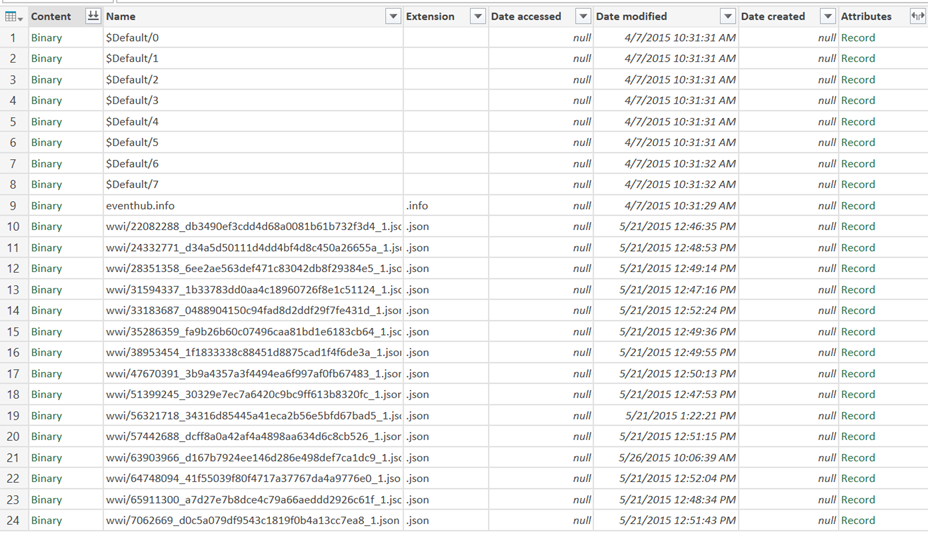 Content Name Extension Date accessed Date modified Date created Attributes
1 Binary $Default/0 null 4/7/2015 10:31:31 AM null Record
2 Binary $Default/1 null 4/7/2015 10:31:31 AM null Record
3 Binary $Default/2 null 4/7/2015 10:31:31 AM null Record
4 Binary $Default/3 null 4/7/2015 10:31:31 AM null Record
5 Binary $Default/4 null 4/7/2015 10:31:31 AM null Record
6 Binary $Default/5 null 4/7/2015 10:31:31 AM null Record
7 Binary $Default/6 null 4/7/2015 10:31:32 AM null Record
8 Binary $Default/7 null 4/7/2015 10:31:32 AM null Record
9 Binary eventhub.info .info null 4/7/2015 10:31:29 AM null Record
10 Binary wwi/22082288_db3490ef3cdd4d68a0081b61b732f3d4_1.jsc .json null 5/21/2015 12:46:35 PM null Record
11 Binary wwi/24332771_d34a5d50111d4dd4bf4d8c450a26655a_1.js .json null 5/21/2015 12:48:53 PM null Record
12 Binary wwi/28351358_6ee2ae563def471c83042db8f29384e5_1.jso .json null 5/21/2015 12:49:14 PM null Record
13 Binary wwi/31594337_1b33783dd0aa4c18960726f8e1c51124_1.jsr .json null 5/21/2015 12:47:16 PM null Record
14 Binary wwi/33183687_0488904150c94fad8d2ddf29f7fe431d_1.jsor .json null 5/21/2015 12:52:24 PM null Record
15 Binary wwi/35286359_fa9b26b60c07496caa81bd1e6183cb64_1.jsc .json null 5/21/2015 12:49:36 PM null Record
16 Binary wwi/38953454_1f1833338c88451d8875cad1f4f6de3a_1.jsor .json null 5/21/2015 12:49:55 PM null Record
17 Binary wwi/47670391_3b9a4357a3f4494ea6f997af0fb67483_1.jsor .json null 5/21/2015 12:50:13 PM null Record
18 Binary wwi/51399245_30329e7ec7a6420c9bc9ff613b8320fc_1.jsor .json null 5/21/2015 12:47:53 PM null Record
19 Binary wwi/56321718_34316d85445a41eca2b56e5bfd67bad5_1.jsc .json null 5/21/2015 1:22:21 PM null Record
20 Binary wwi/57442688_dcff8a0a42af4a4898aa634d6c8cb526_1.jsor .json null 5/21/2015 12:51:15 PM null Record
21 Binary wwi/63903966_d167b7924ee146d286e498def7ca1dc9_1.jsc .json null 5/26/2015 10:06:39 AM null Record
22 Binary wwi/64748094_41f55039f80f4717a37767da4a9776e0_1.jso .json null 5/21/2015 12:52:04 PM null Record
23 Binary wwi/65911300_a7d27e7b8dce4c79a66aeddd2926c61f_1.jsc .json null 5/21/2015 12:48:34 PM null Record
24 Binary wwi/7062669_d0c5a079df9543c1819f0b4a13cc7ea8_1.json .json null 5/21/2015 12:51:43 PM null Record